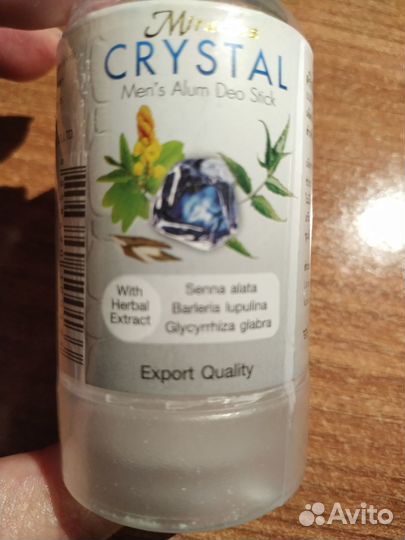 CRYSTAL
Men's Alum Deo Stick
With
Herbal
Extract
Senna alata
Barleria lupulina
Glycyrrhiza glabra
Export Quality
Avito